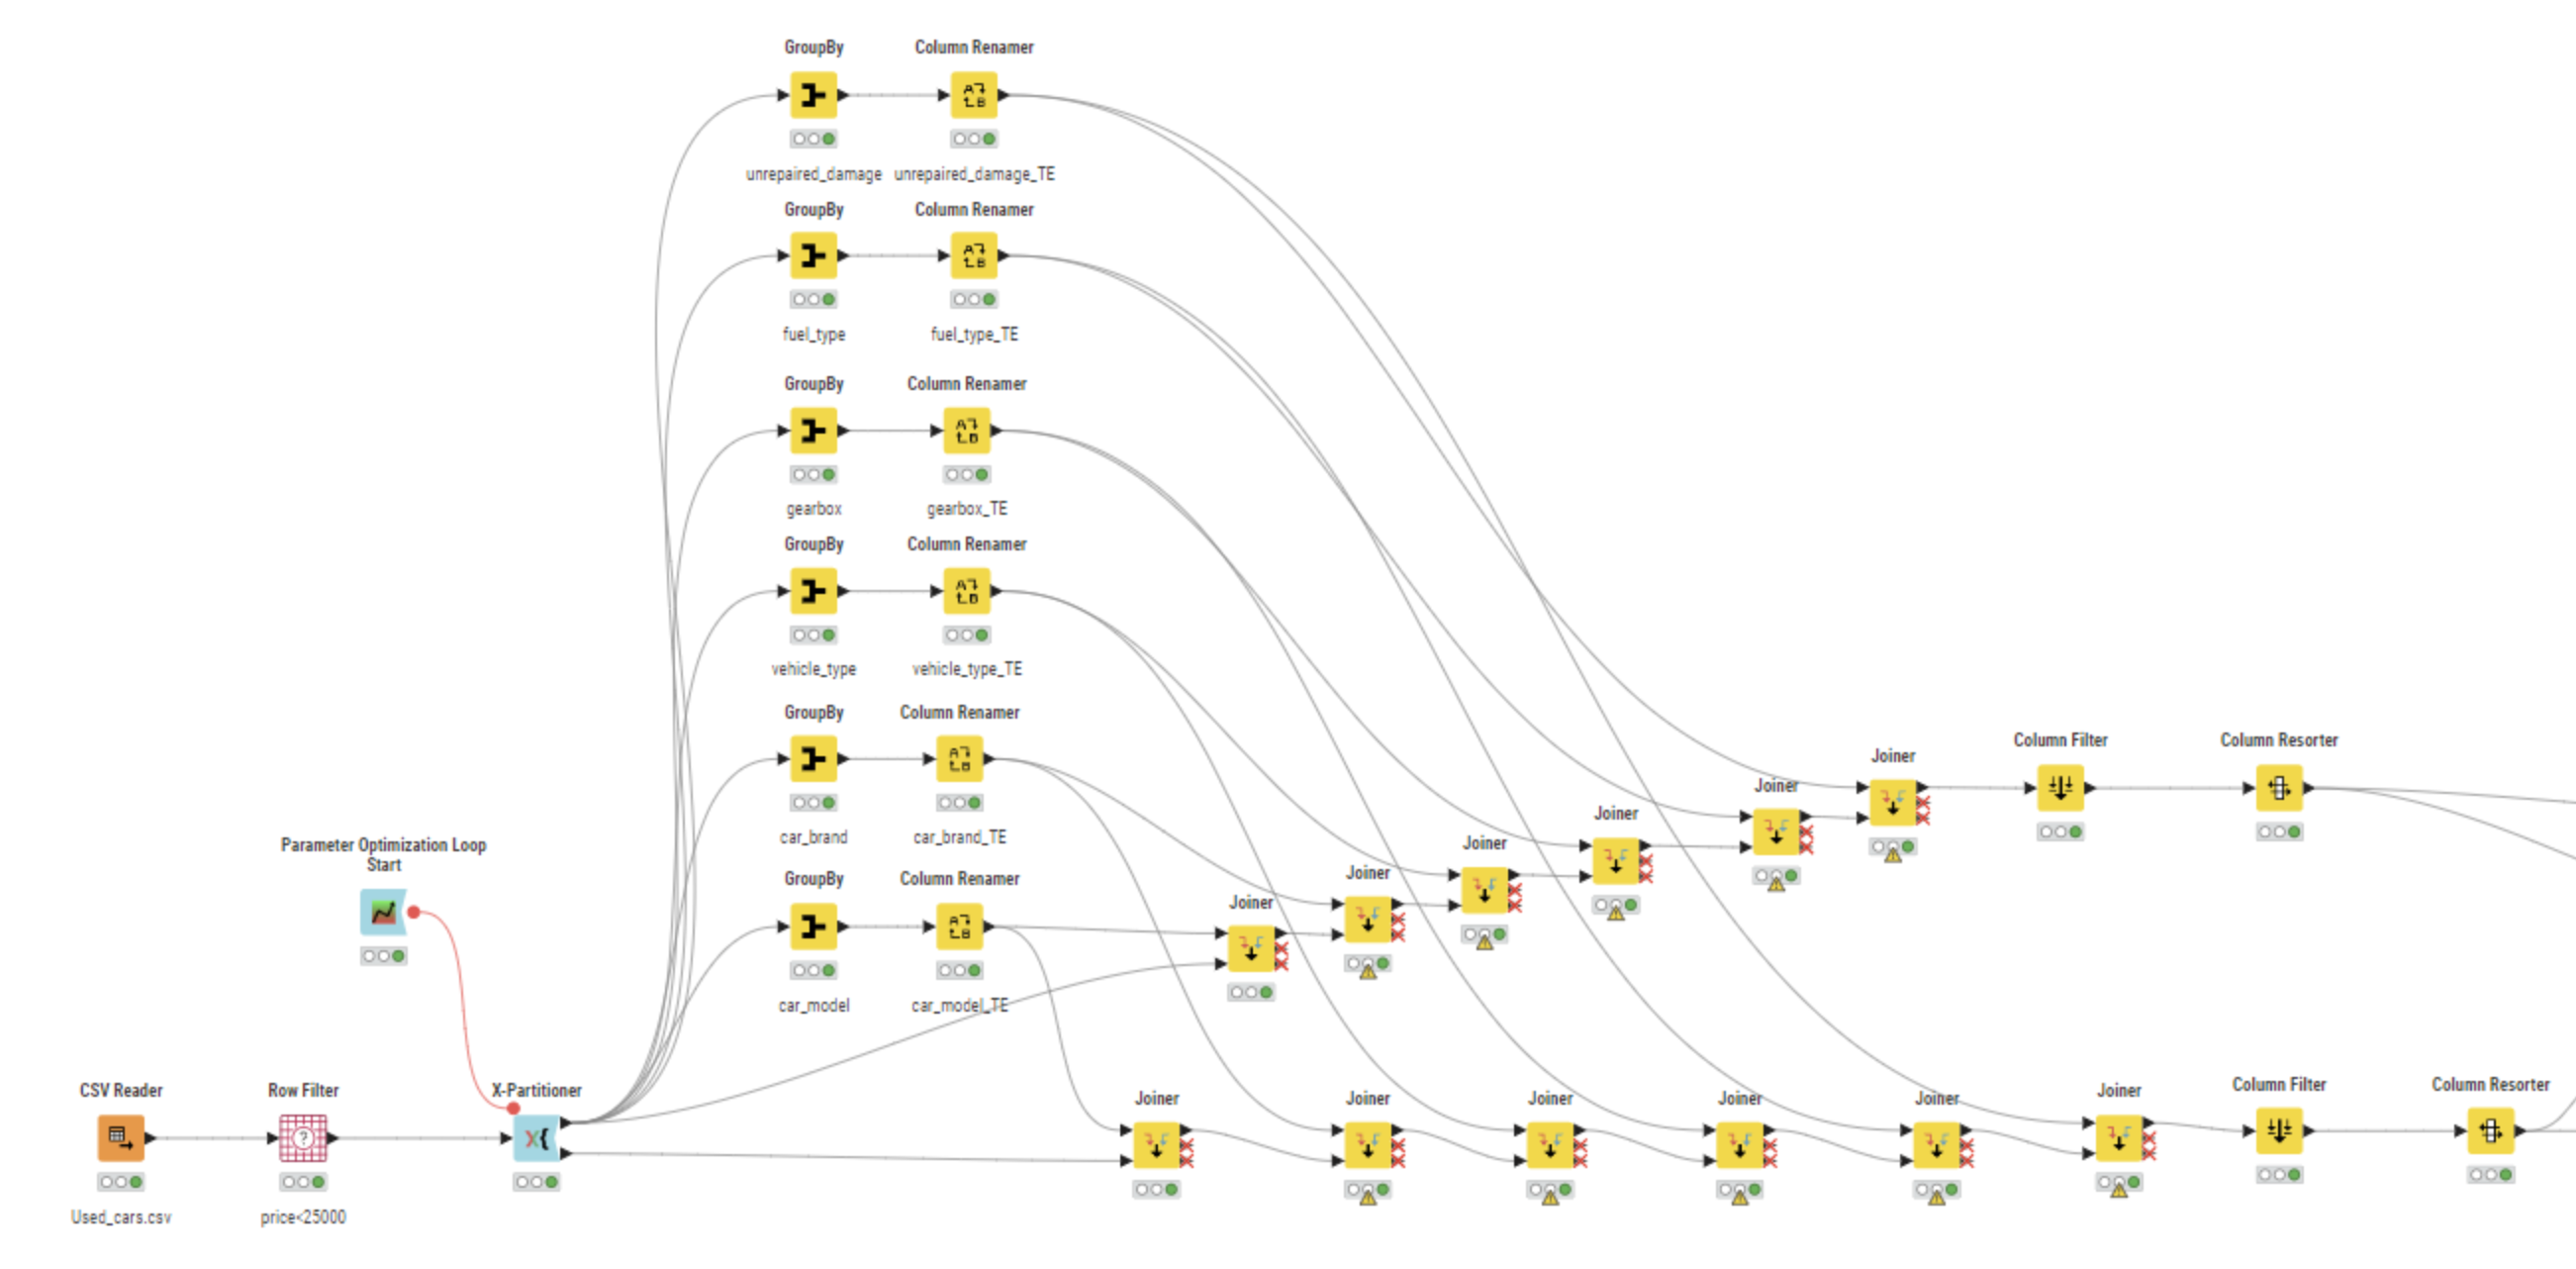 GroupBy
Column Renamer
unrepaired_damage
unrepaired_damage_TE
GroupBy
Column Renamer
fuel_type
fuel_type_TE
GroupBy
Column Renamer
gearbox
gearbox_TE
GroupBy
Column Renamer
vehicle_type
vehicle_type_TE
GroupBy
Column Renamer
car_brand
car_brand_TE
GroupBy
Column Renamer
car_model
car_model_TE
Parameter Optimization Loop
Start
CSV Reader
Used_cars.csv
Row Filter
price<25000
X-Partitioner
Joiner
Joiner
Joiner
Joiner
Joiner
Joiner
Column Filter
Column Resorter
Joiner
Joiner
Joiner
Joiner
Joiner
Joiner
Column Filter
Column Resorter